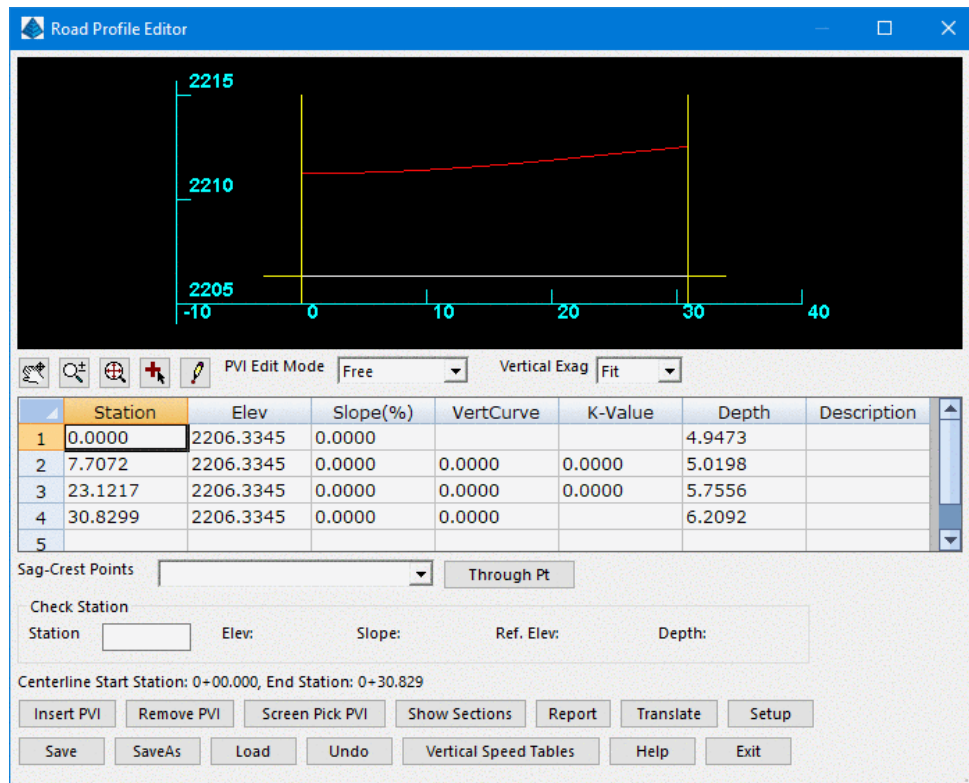 Road Profile Editor
2215
2210
2205
-10 0 10 20 30 40
PVI Edit Mode Free Vertical Exag Fit
Station Elev Slope(%) VertCurve K-Value Depth Description
1 0.0000 2206.3345 0.0000 4.9473
2 7.7072 2206.3345 0.0000 0.0000 0.0000 5.0198
3 23.1217 2206.3345 0.0000 0.0000 0.0000 5.7556
4 30.8299 2206.3345 0.0000 0.0000 6.2092
5
Sag-Crest Points Through Pt
Check Station
Station Elev: Slope: Ref. Elev: Depth:
Centerline Start Station: 0+00.000, End Station: 0+30.829
Insert PVI Remove PVI Screen Pick PVI Show Sections Report Translate Setup
Save SaveAs Load Undo Vertical Speed Tables Help Exit